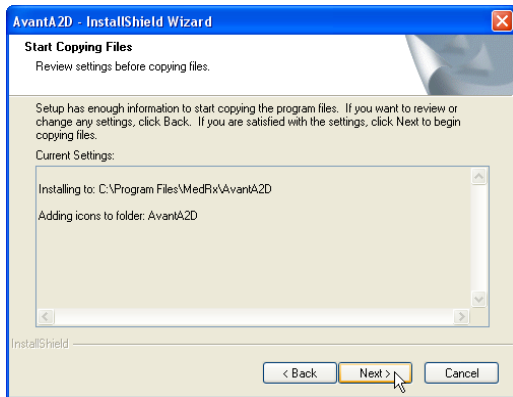 AvantA2D - InstallShield Wizard
Start Copying Files
Review settings before copying files.
Setup has enough information to start copying the program files. If you want to review or
change any settings, click Back. If you are satisfied with the settings, click Next to begin
copying files.
Current Settings:
Installing to: C:\Program Files\MedRx\AvantA2D
Adding icons to folder: AvantA2D
InstallShield
< Back Next > Cancel